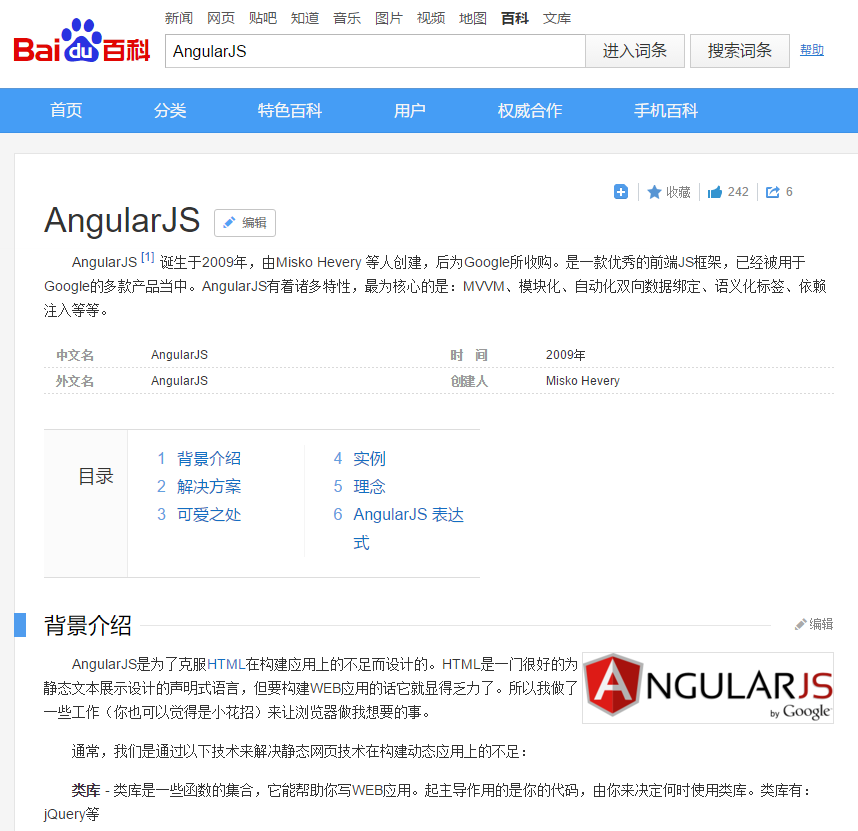 新闻 网页 贴吧 知道 音乐 图片 视频 地图 百科 文库
Bai du 百科
AngularJS 进入词条 搜索词条 帮助
首页 分类 特色百科 用户 权威合作 手机百科
收藏 242 6
AngularJS 编辑
AngularJS [1] 诞生于2009年，由Misko Hevery 等人创建，后为Google所收购。是一款优秀的前端JS框架，已经被用于
Google的多款产品当中。AngularJS有着诸多特性，最为核心的是：MVVM、模块化、自动化双向数据绑定、语义化标签、依赖
注入等等。
中文名 AngularJS 时 间 2009年
外文名 AngularJS 创建人 Misko Hevery
目录
1 背景介绍
2 解决方案
3 可爱之处
4 实例
5 理念
6 AngularJS 表达
式
背景介绍 编辑
AngularJS是为了克服HTML在构建应用上的不足而设计的。HTML是一门很好的为
静态文本展示设计的声明式语言，但要构建WEB应用的话它就显得乏力了。所以我做了
一些工作（你也可以觉得是小花招）来让浏览器做我想要的事。
ANGULARJS
by Google
通常，我们是通过以下技术来解决静态网页技术在构建动态应用上的不足：
类库 - 类库是一些函数的集合，它能帮助你写WEB应用。起主导作用的是你的代码，由你来决定何时使用类库。类库有：
jQuery等